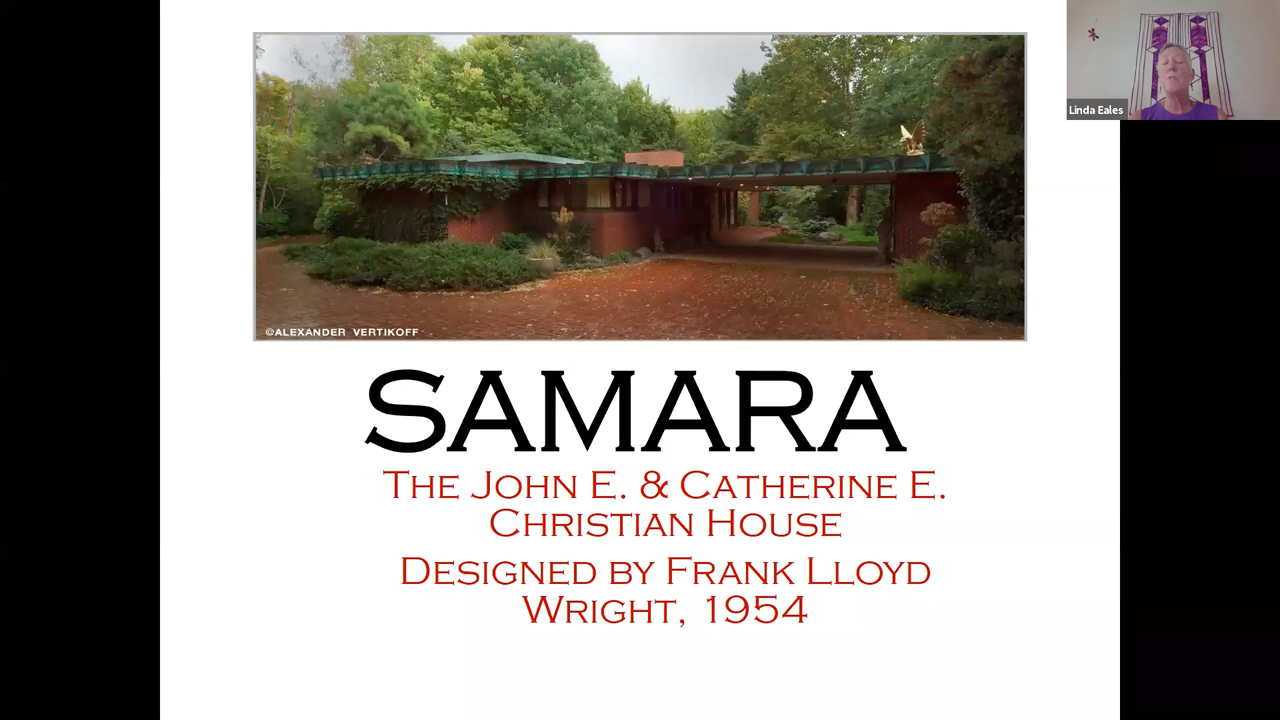 Linda Eales
©ALEXANDER VERTIKOFF
SAMARA
THE JOHN E. & CATHERINE E.
CHRISTIAN HOUSE
DESIGNED BY FRANK LLOYD
WRIGHT, 1954